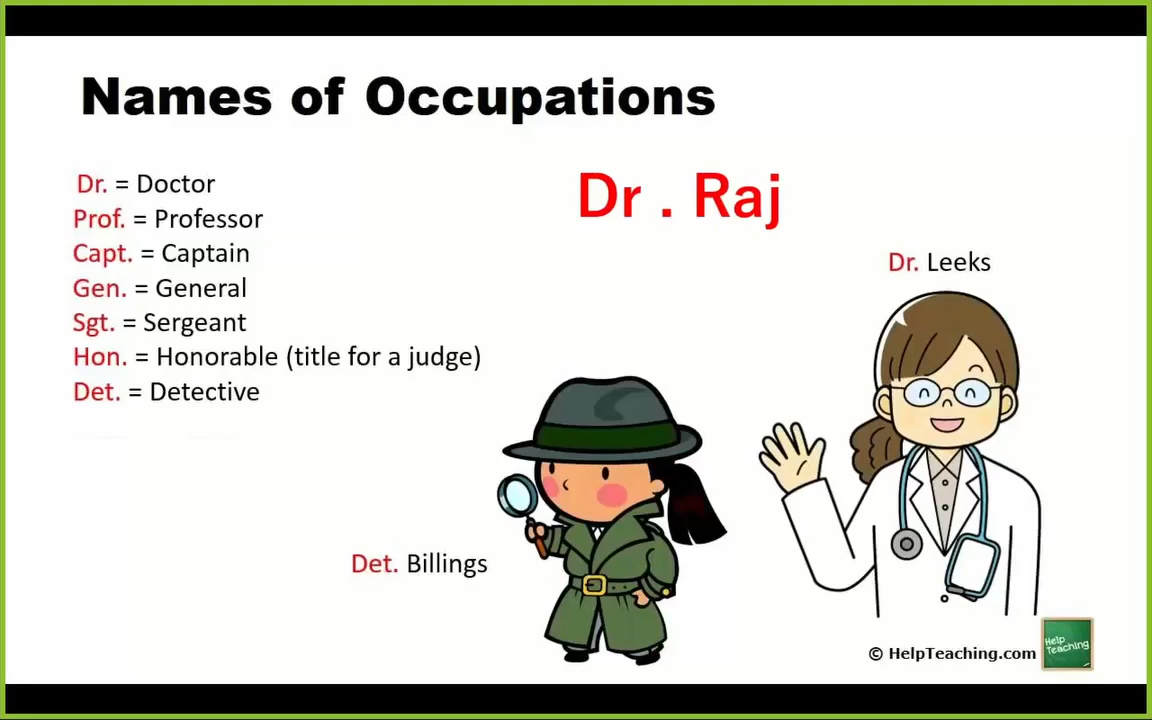 Names of Occupations
Dr. = Doctor
Prof. = Professor
Capt. = Captain
Gen. = General
Sgt. = Sergeant
Hon. = Honorable (title for a judge)
Det. = Detective
Dr . Raj
Dr. Leeks
Det. Billings
© HelpTeaching.com
Help
Teaching